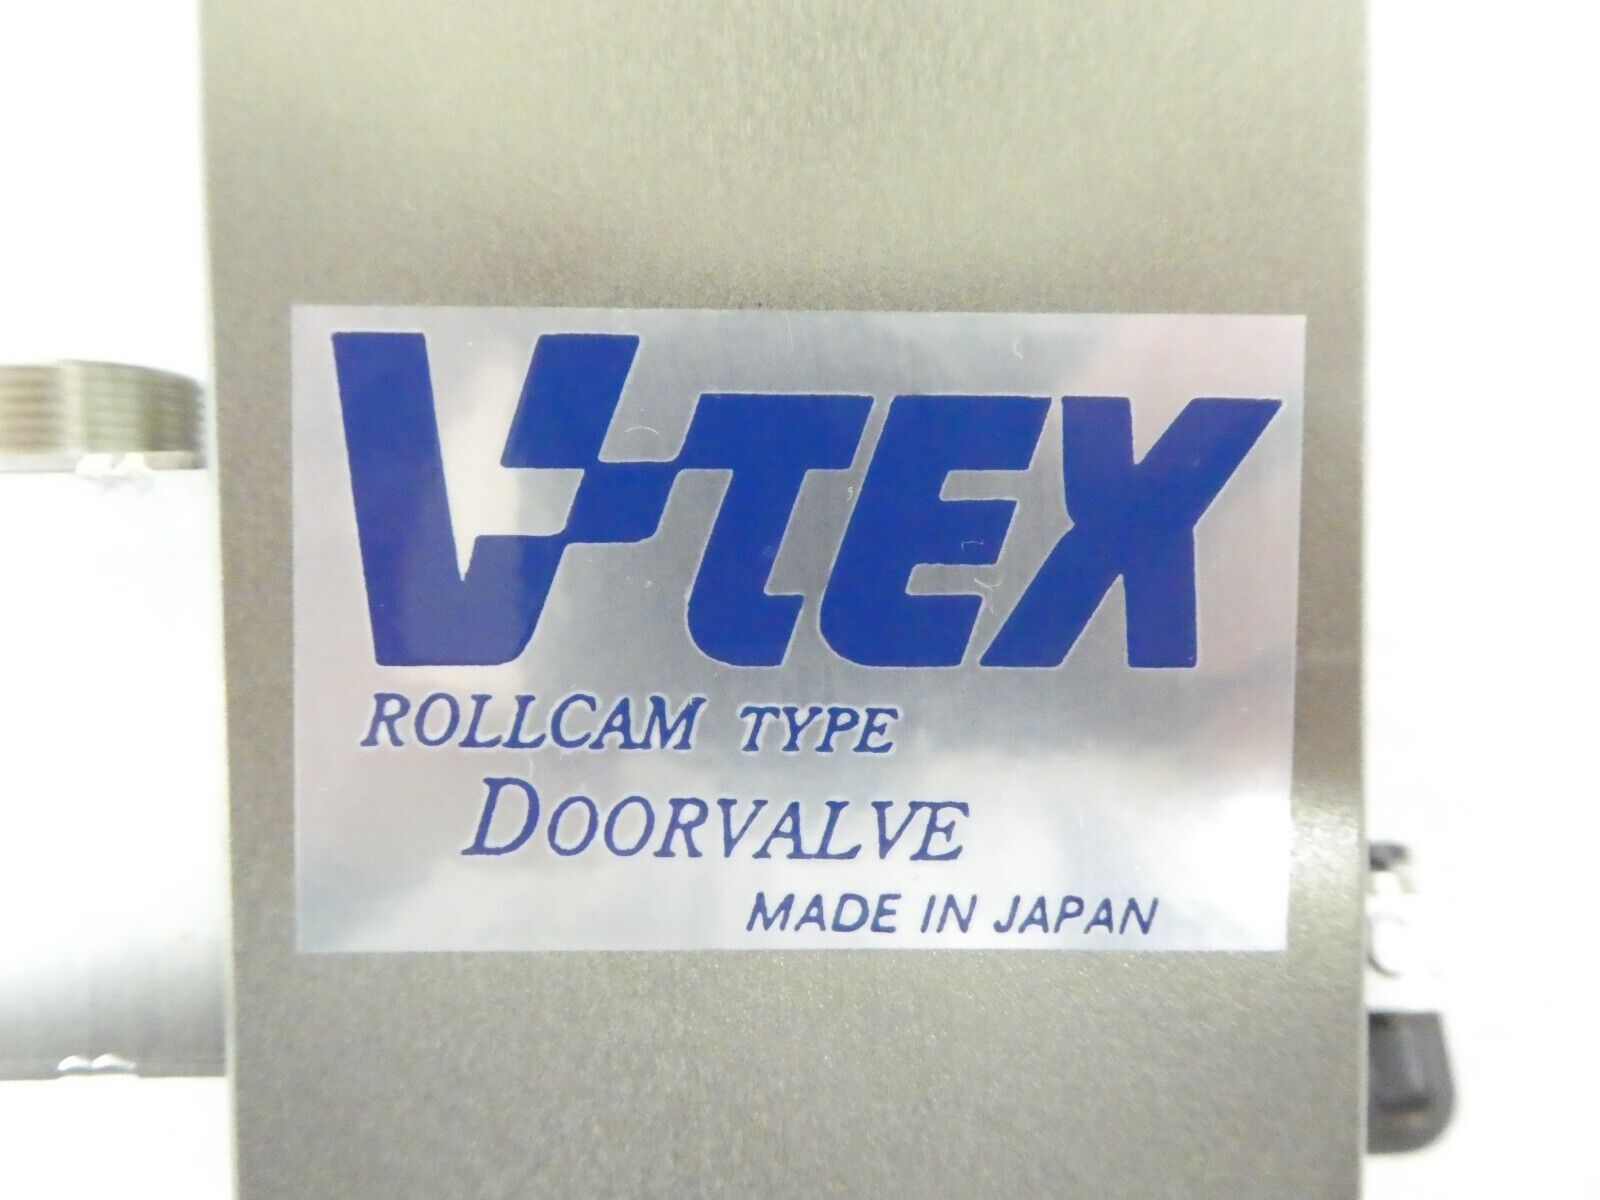 V-TEX
ROLLCAM TYPE
DOORVALVE
MADE IN JAPAN